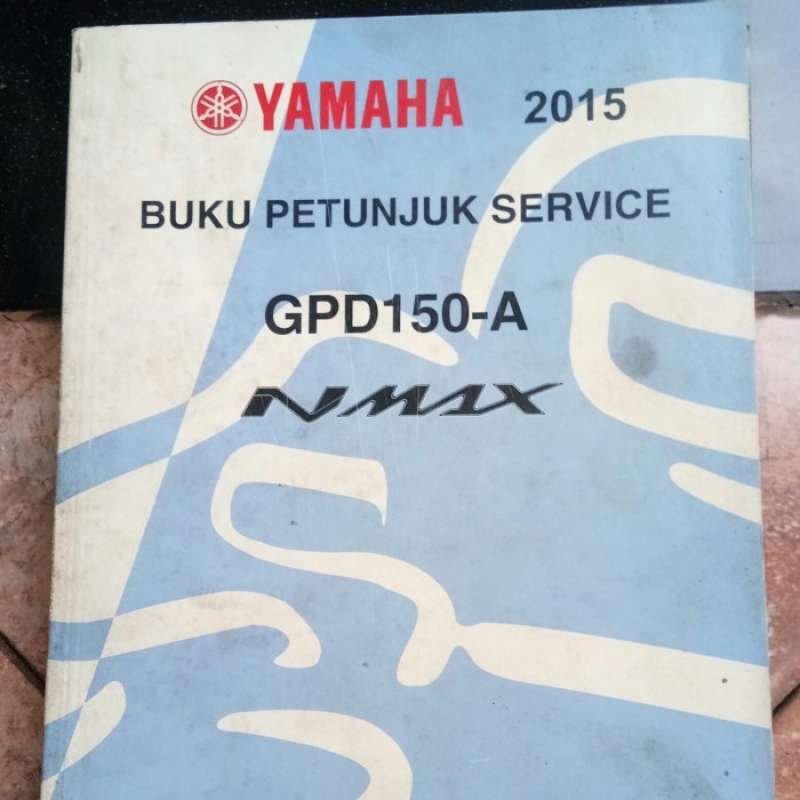 YAMAHA 2015
BUKU PETUNJUK SERVICE
GPD150-A
NMAX